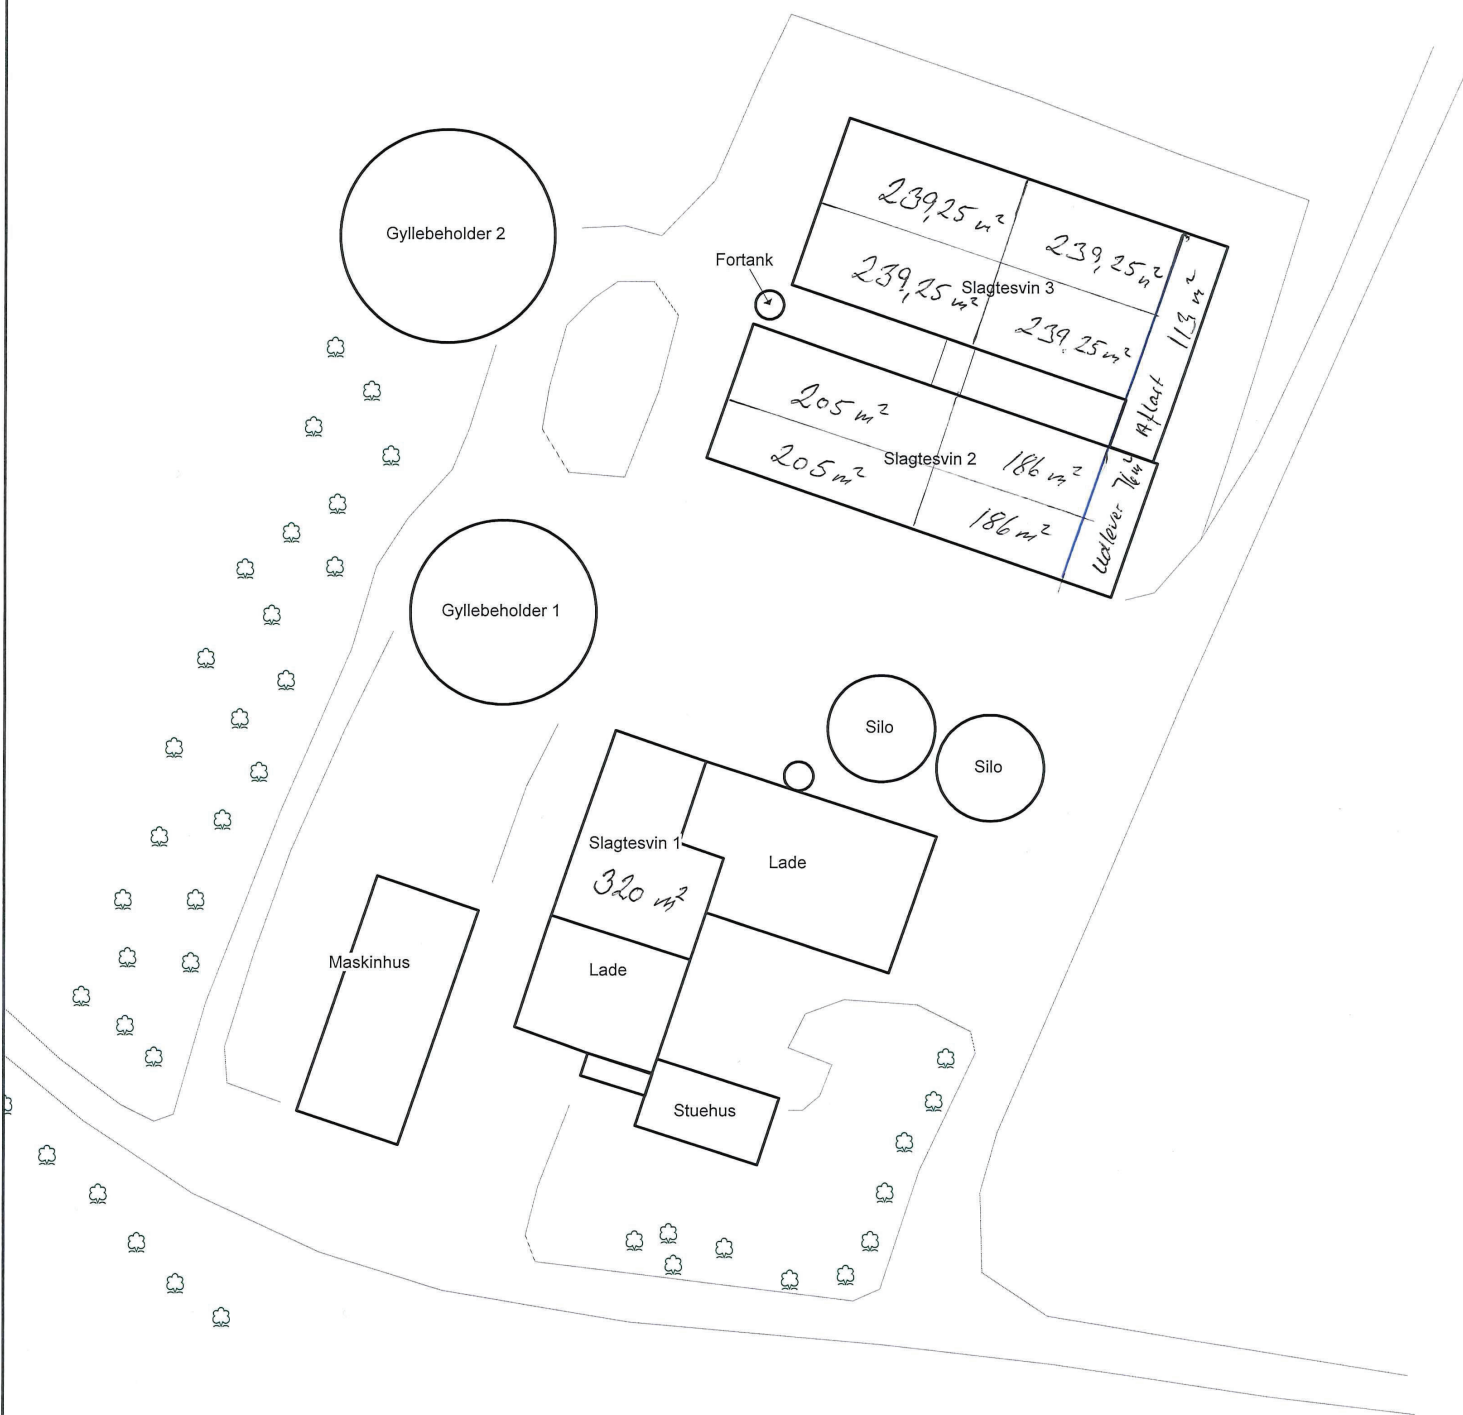 239,25 m²
Gyllebeholder 2
239,25 m²
Fortank
239,25 m²
Slagtesvin 3
113 m²
239,25 m²
205 m²
Slagtesvin 2
186 m²
205 m²
76 m²
186 m²
Udlever
Gyllebeholder 1
Silo
Silo
Slagtesvin 1
Lade
320 m²
Maskinhus
Lade
Stuehus